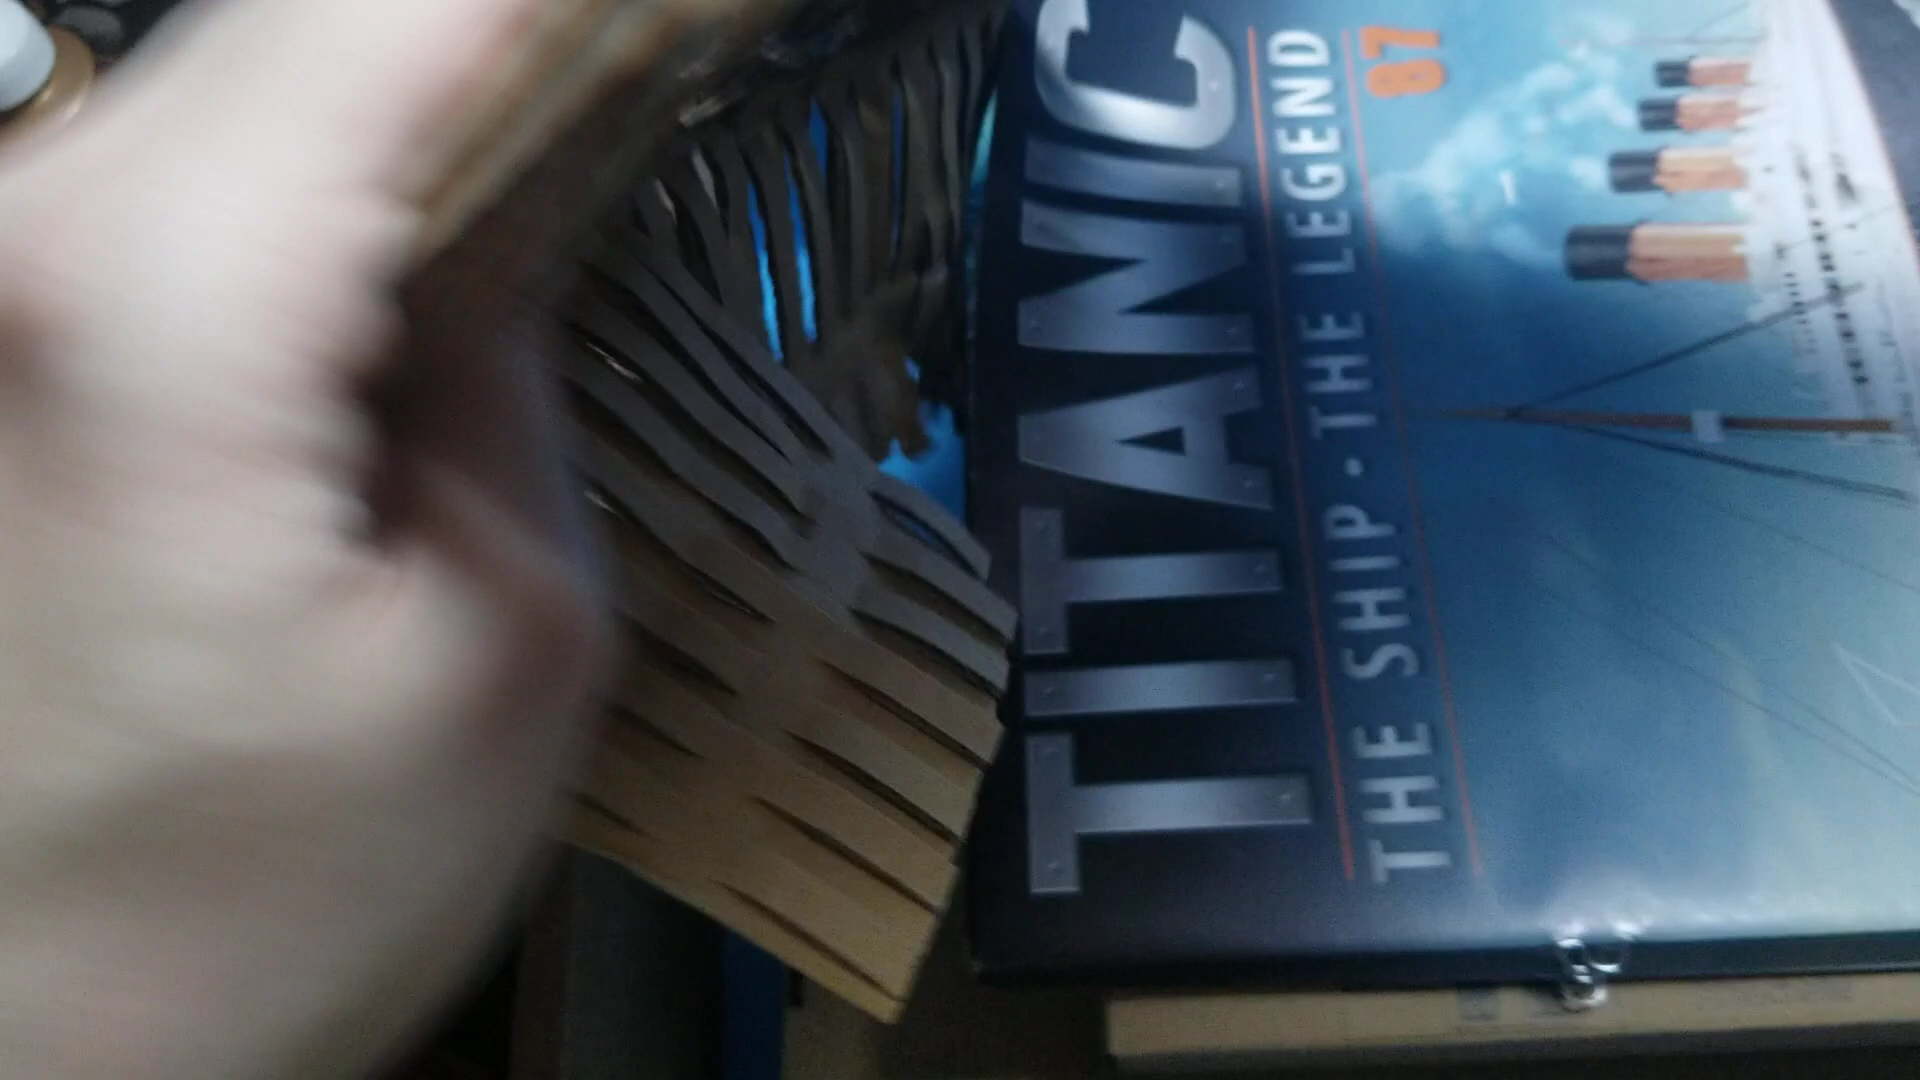 TITANIC
THE SHIP · THE LEGEND
87